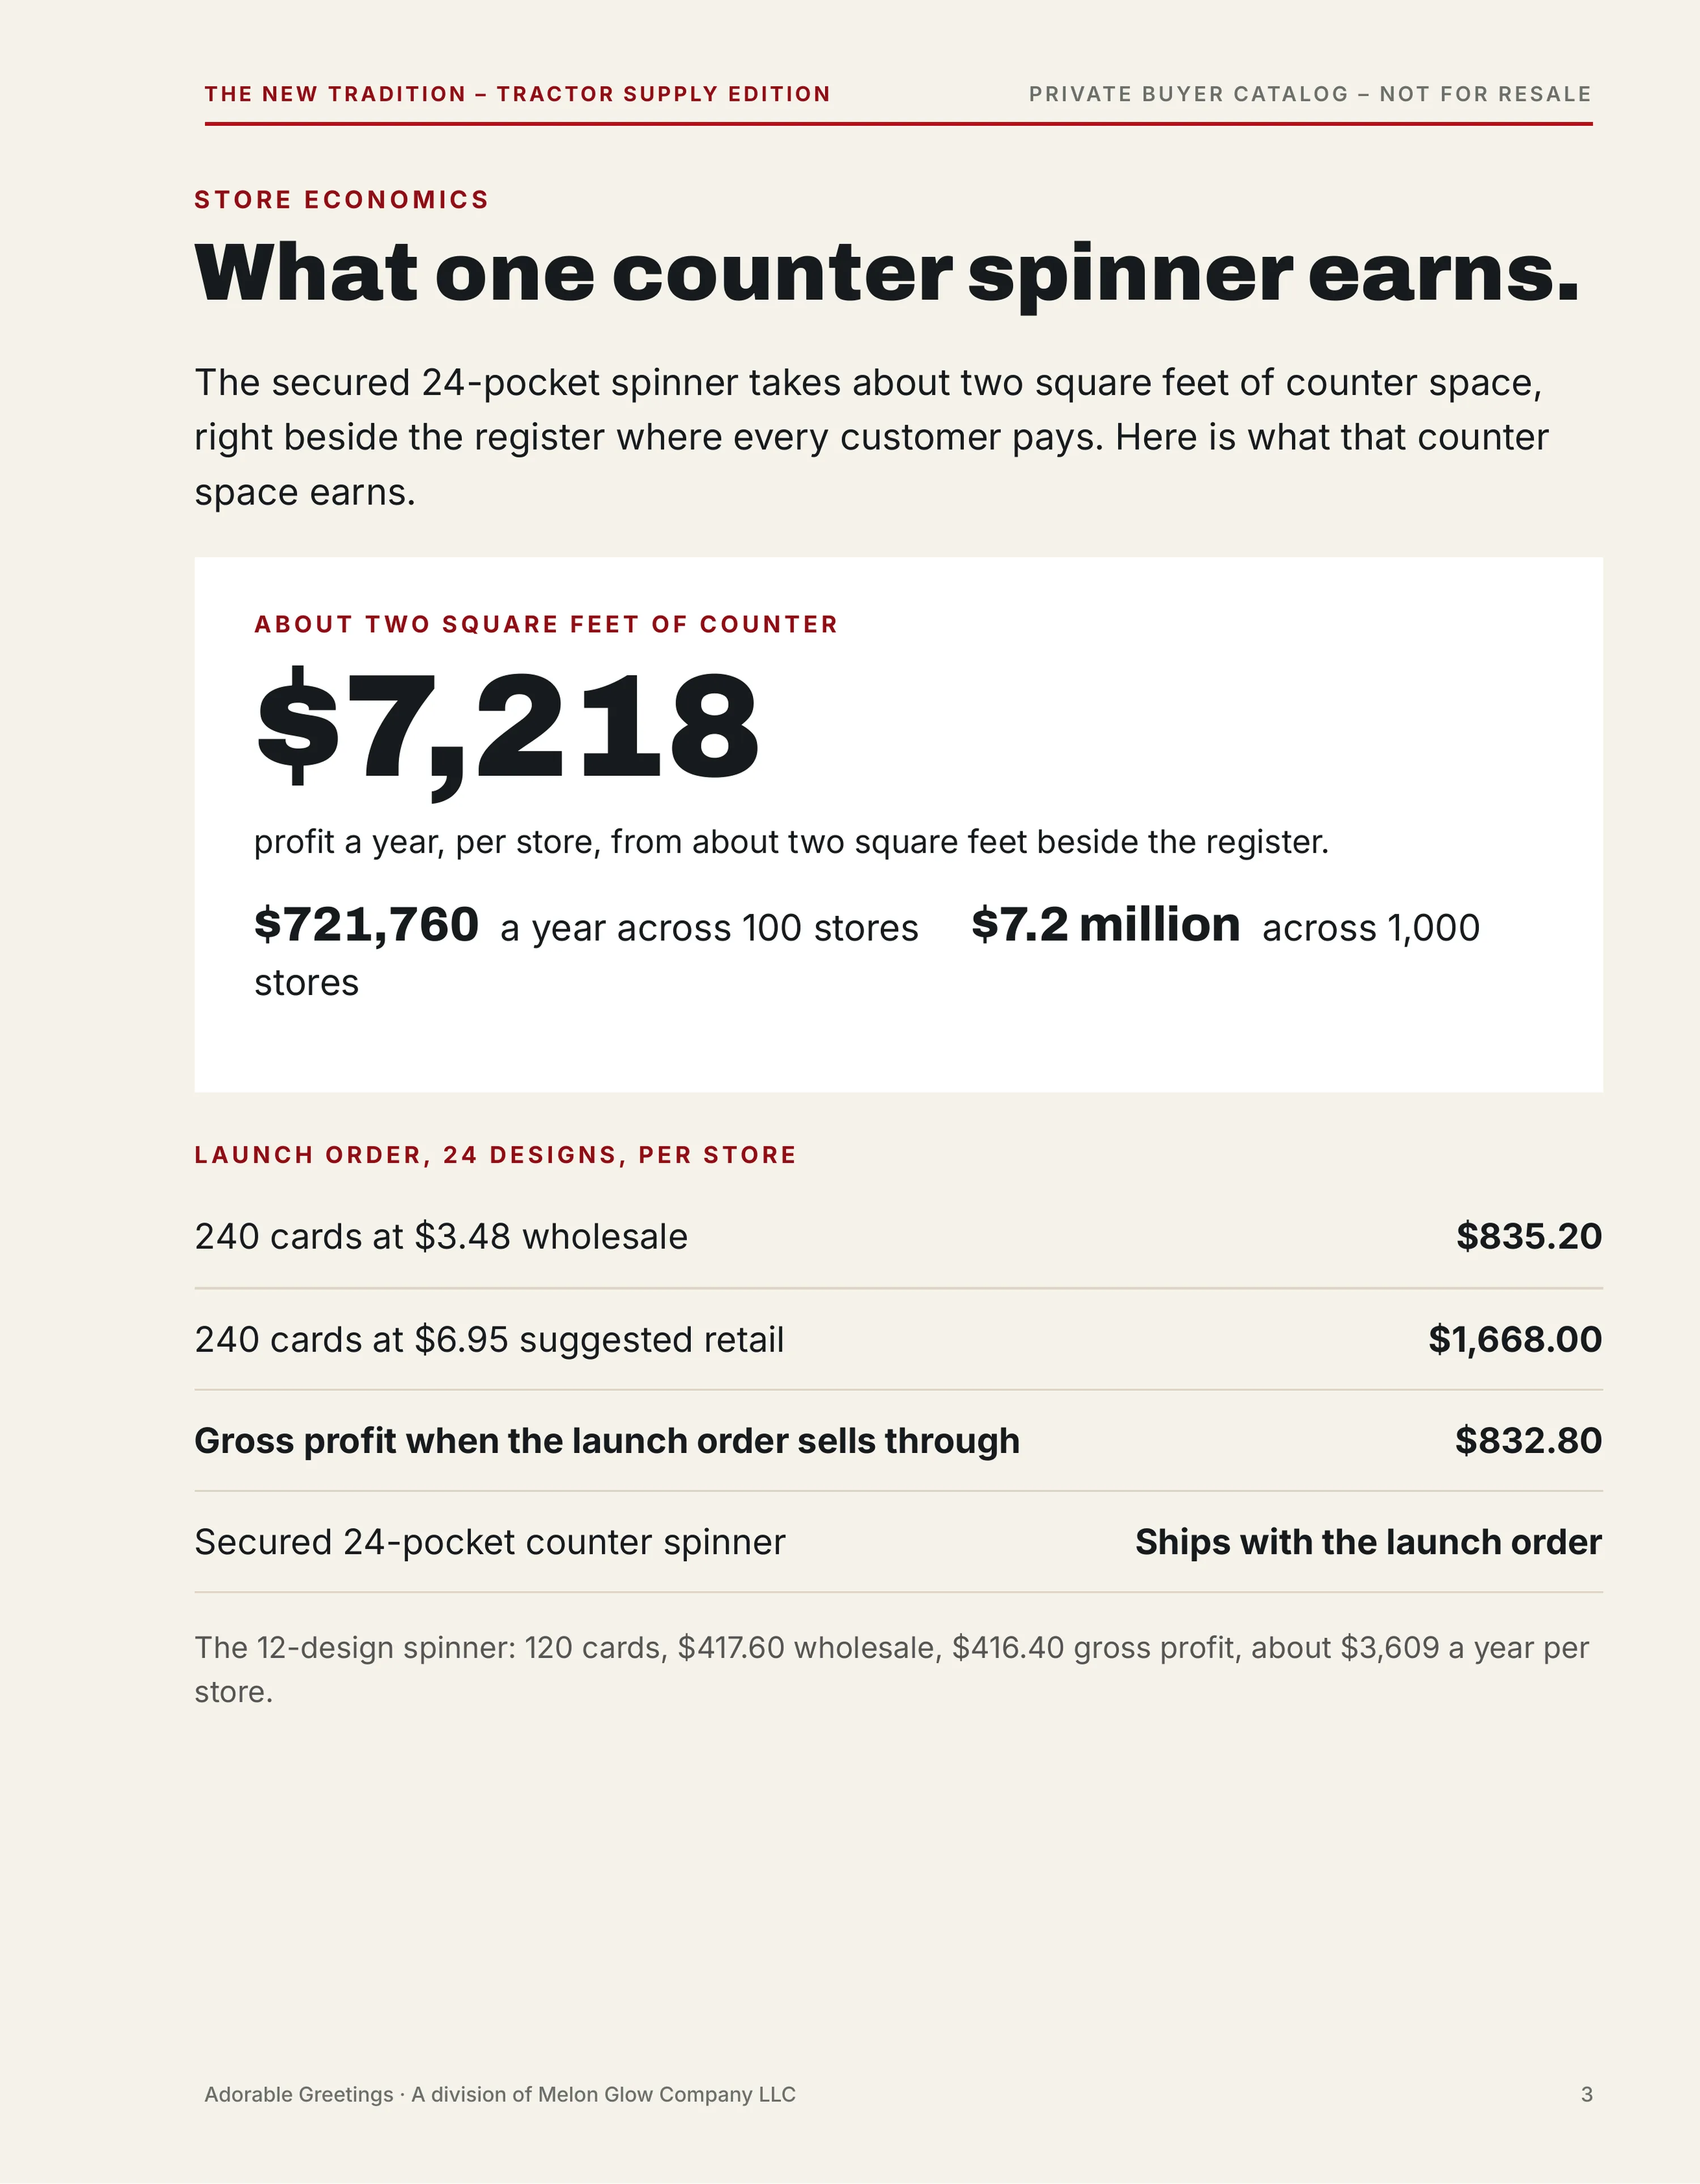 THE NEW TRADITION – TRACTOR SUPPLY EDITION
PRIVATE BUYER CATALOG – NOT FOR RESALE
STORE ECONOMICS
What one counter spinner earns.
The secured 24-pocket spinner takes about two square feet of counter space,
right beside the register where every customer pays. Here is what that counter
space earns.
ABOUT TWO SQUARE FEET OF COUNTER
$7,218
profit a year, per store, from about two square feet beside the register.
$721,760 a year across 100 stores $7.2 million across 1,000
stores
LAUNCH ORDER, 24 DESIGNS, PER STORE
240 cards at $3.48 wholesale $835.20
240 cards at $6.95 suggested retail $1,668.00
Gross profit when the launch order sells through $832.80
Secured 24-pocket counter spinner Ships with the launch order
The 12-design spinner: 120 cards, $417.60 wholesale, $416.40 gross profit, about $3,609 a year per
store.
Adorable Greetings · A division of Melon Glow Company LLC 3